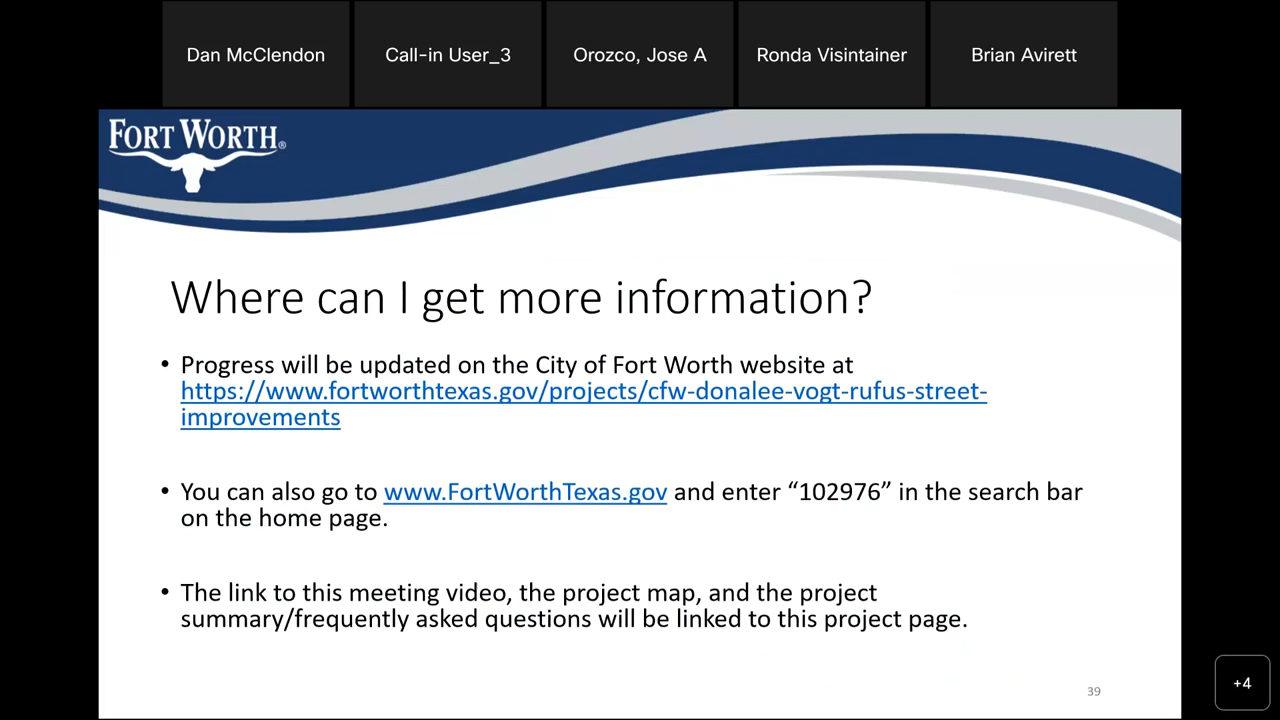 Dan McClendon
Call-in User_3
Orozco, Jose A
Ronda Visintainer
Brian Avirett
FORT WORTH®
Where can I get more information?
• Progress will be updated on the City of Fort Worth website at
https://www.fortworthtexas.gov/projects/cfw-donalee-vogt-rufus-street-
improvements
• You can also go to www.FortWorthTexas.gov and enter “102976” in the search bar
on the home page.
• The link to this meeting video, the project map, and the project
summary/frequently asked questions will be linked to this project page.
39
+4